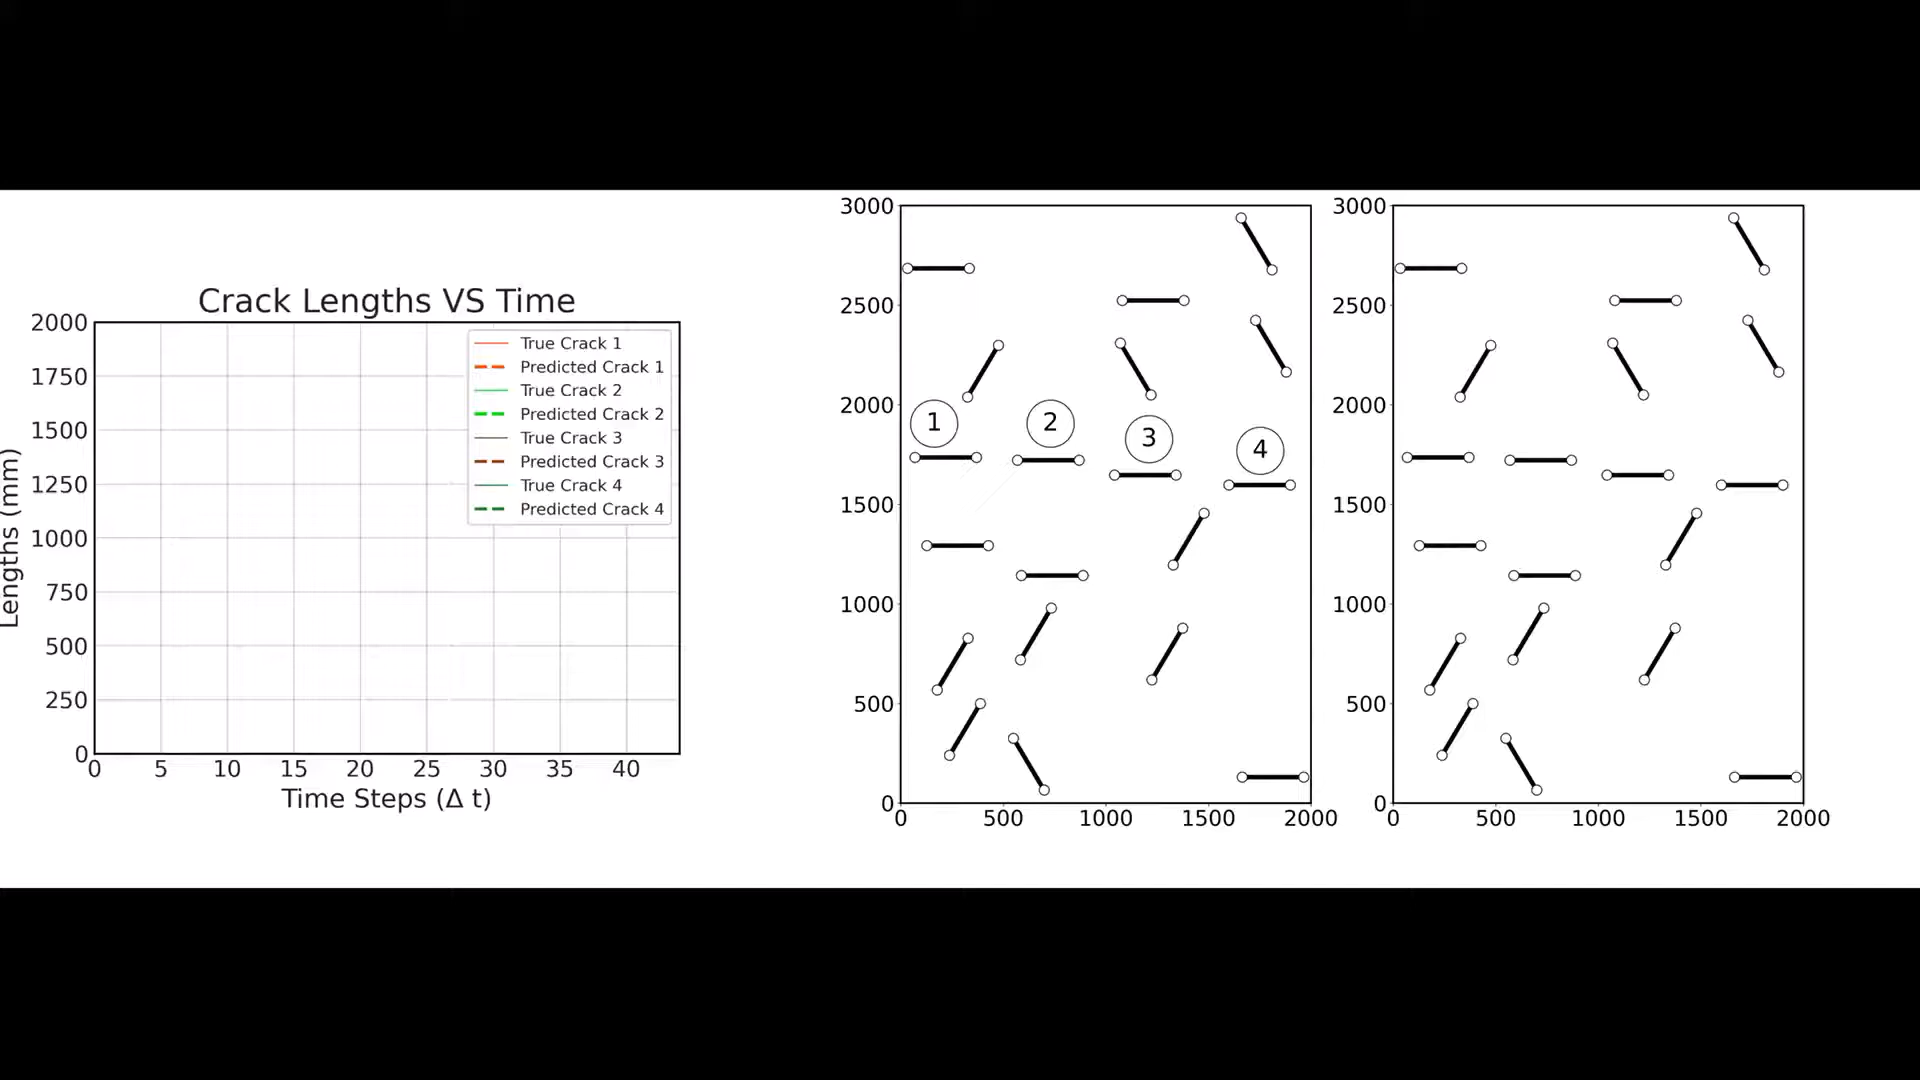 Crack Lengths VS Time
2000
1750
1500
1250
1000
750
500
250
0
Lengths (mm)
0 5 10 15 20 25 30 35 40
Time Steps (Δ t)
True Crack 1
Predicted Crack 1
True Crack 2
Predicted Crack 2
True Crack 3
Predicted Crack 3
True Crack 4
Predicted Crack 4
3000
2500
2000
1500
1000
500
0
1 2 3 4
0 500 1000 1500 2000
3000
2500
2000
1500
1000
500
0
0 500 1000 1500 2000